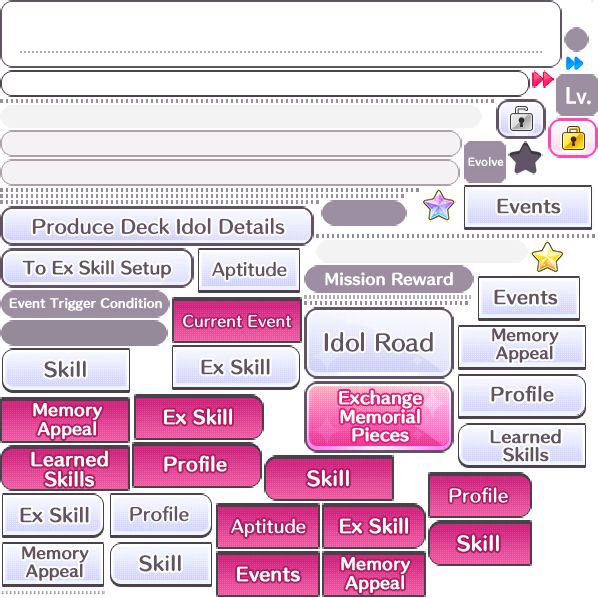 Lv.
Evolve
Events
Produce Deck Idol Details
To Ex Skill Setup
Aptitude
Mission Reward
Events
Event Trigger Condition
Current Event
Idol Road
Memory
Appeal
Skill
Ex Skill
Profile
Exchange
Memorial
Pieces
Memory
Appeal
Ex Skill
Learned
Skills
Learned
Skills
Profile
Skill
Profile
Ex Skill
Profile
Aptitude
Ex Skill
Skill
Memory
Appeal
Skill
Events
Memory
Appeal